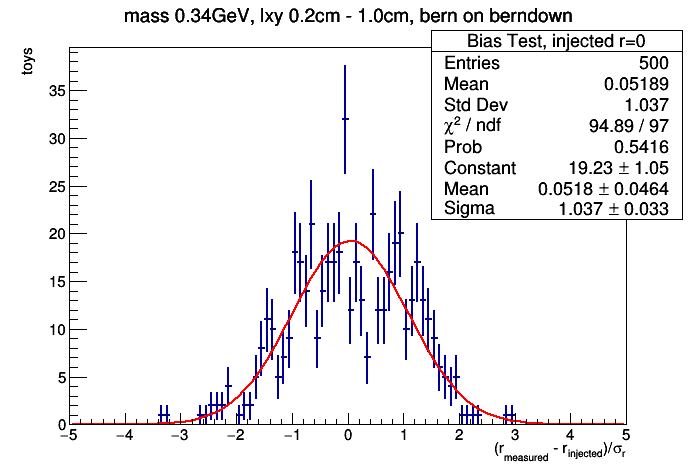 mass 0.34GeV, lxy 0.2cm - 1.0cm, bern on berndown
toys
Bias Test, injected r=0
Entries 500
Mean 0.05189
Std Dev 1.037
χ² / ndf 94.89 / 97
Prob 0.5416
Constant 19.23 ± 1.05
Mean 0.0518 ± 0.0464
Sigma 1.037 ± 0.033
35
30
25
20
15
10
5
0
−5 −4 −3 −2 −1 0 1 2 3 4 5
(r_measured - r_injected)/σ_r